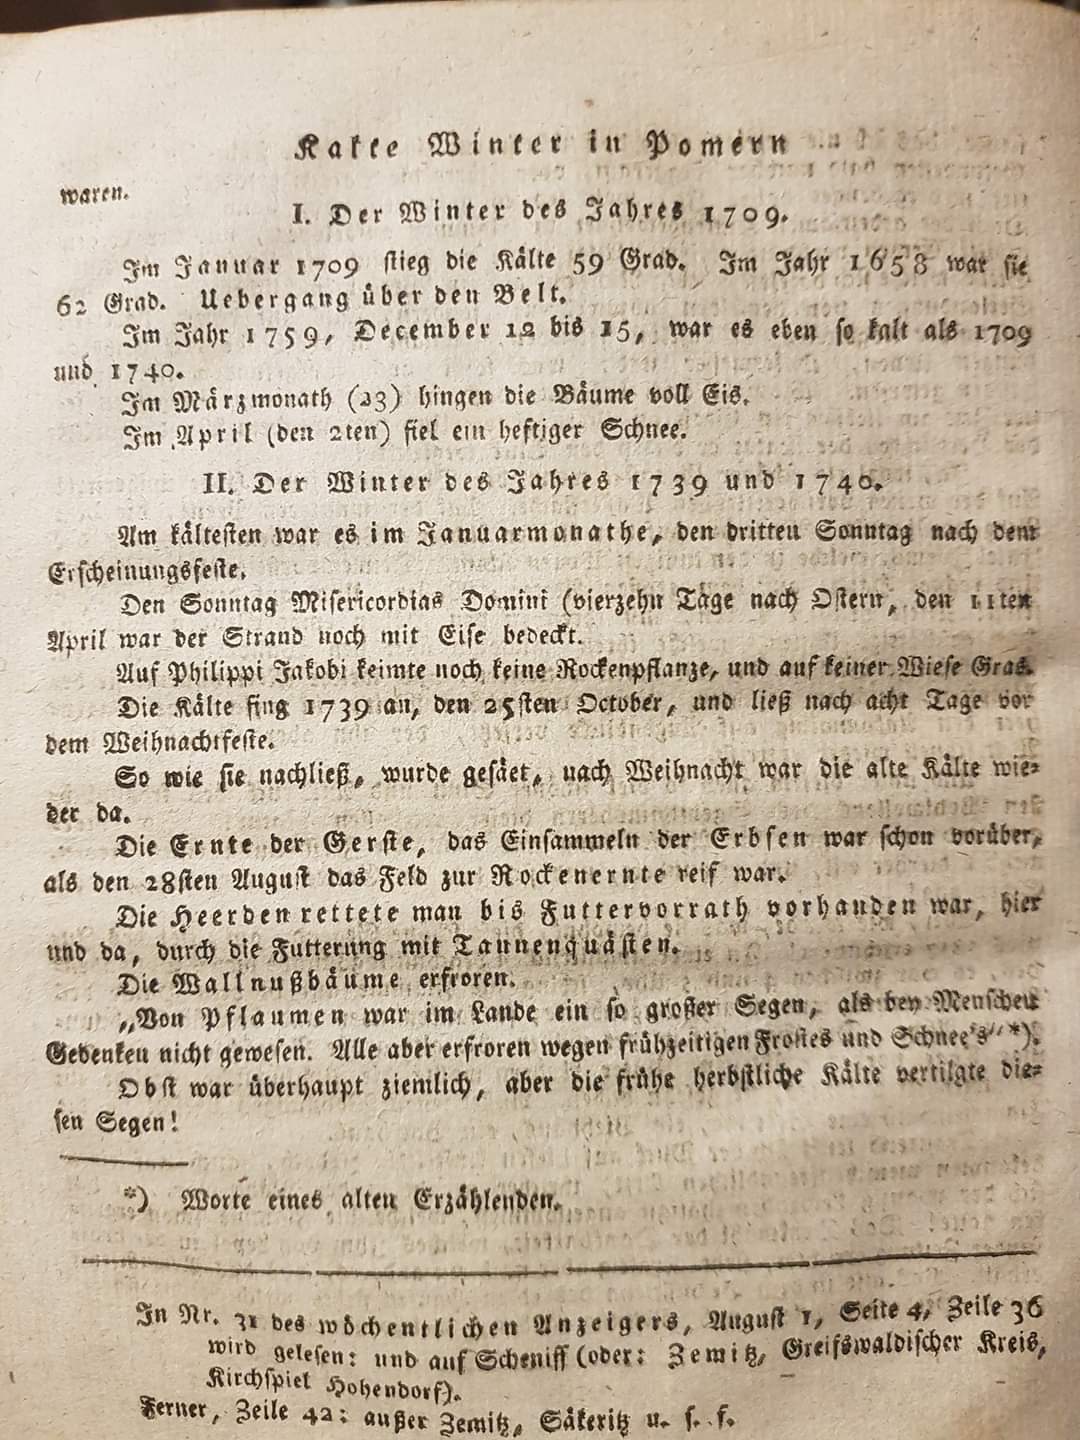 Kalte Winter in Pomern
waren.
I. Der Winter des Jahres 1709.
Im Januar 1709 stieg die Kälte 59 Grad. Im Jahr 1658 war sie
62 Grad. Uebergang über den Belt.
Im Jahr 1759, December 12 bis 15, war es eben so kalt als 1709
und 1740.
Im Märzmonath (23) hingen die Bäume voll Eis.
Im April (den 2ten) fiel ein heftiger Schnee.
II. Der Winter des Jahres 1739 und 1740.
Am kältesten war es im Januarmonathe, den dritten Sonntag nach dem
Erscheinungsfeste.
Den Sonntag Misericordias Domini (vierzehn Tage nach Ostern, den 11ten
April war der Strand noch mit Eise bedeckt.
Auf Philippi Jakobi keimte noch keine Rockenpflanze, und auf keiner Wiese Gras.
Die Kälte fing 1739 an, den 25sten October, und ließ nach acht Tage vor
dem Weihnachtfeste.
So wie sie nachließ, wurde gesäet, nach Weihnacht war die alte Kälte wie-
der da.
Die Ernte der Gerste, das Einsammeln der Erbsen war schon vorüber,
als den 28sten August das Feld zur Rockenernte reif war.
Die Heerden rettete man bis Futtervorrath vorhanden war, hier
und da, durch die Futterung mit Tannenquästen.
Die Wallnußbäume erfroren.
„Von Pflaumen war im Lande ein so großer Segen, als bey Menschen
Gedenken nicht gewesen. Alle aber erfroren wegen frühzeitigen Frostes und Schnee's“ *).
Obst war überhaupt ziemlich, aber die frühe herbstliche Kälte vertilgte die-
sen Segen!
*) Worte eines alten Erzählenden.
In Nr. 31 des wöchentlichen Anzeigers, August 1, Seite 4, Zeile 36
wird gelesen: und auf Scheniss (oder: Zemitz, Greifswaldischer Kreis,
Kirchspiel Hohendorf).
Ferner, Zeile 42: außer Zemitz, Säkeritz u. s. f.